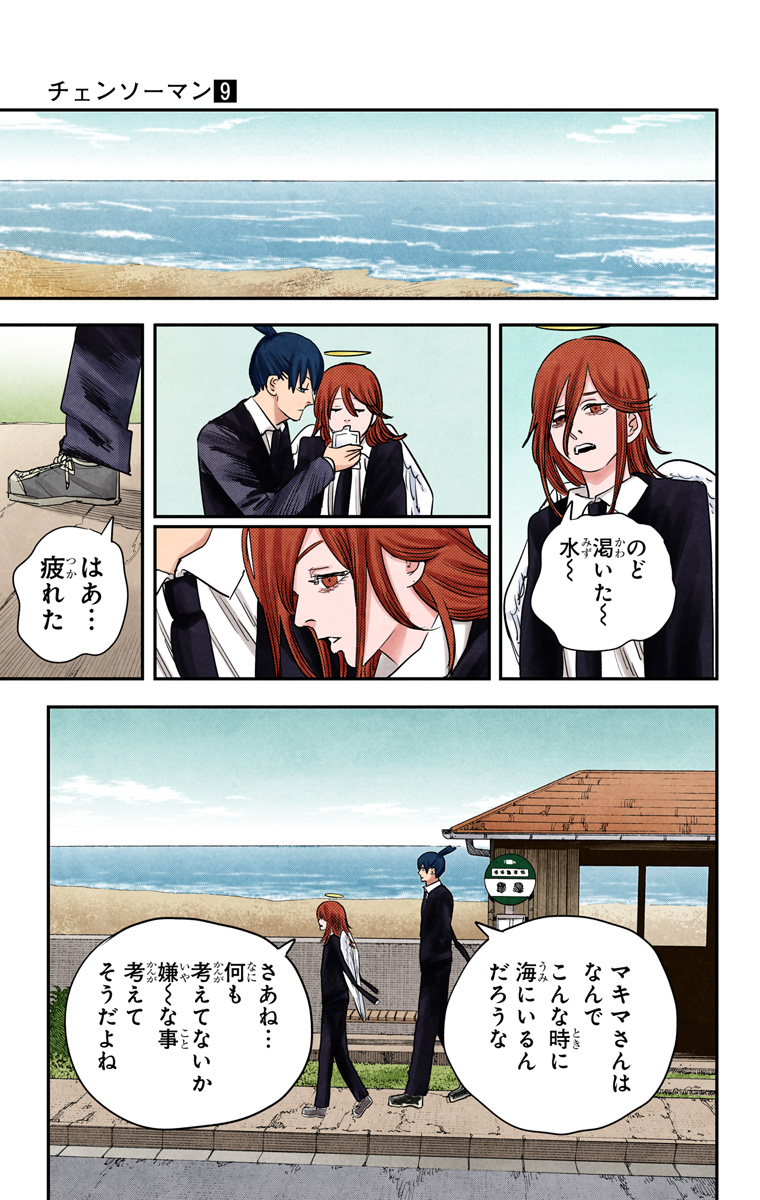 チェンソーマン9
のど
渇いた〜
水〜
はあ…
疲れた
マキマさんは
なんで
こんな時に
海にいるん
だろうな
さあね…
何も
考えてないか
嫌〜な事
考えて
そうだよね